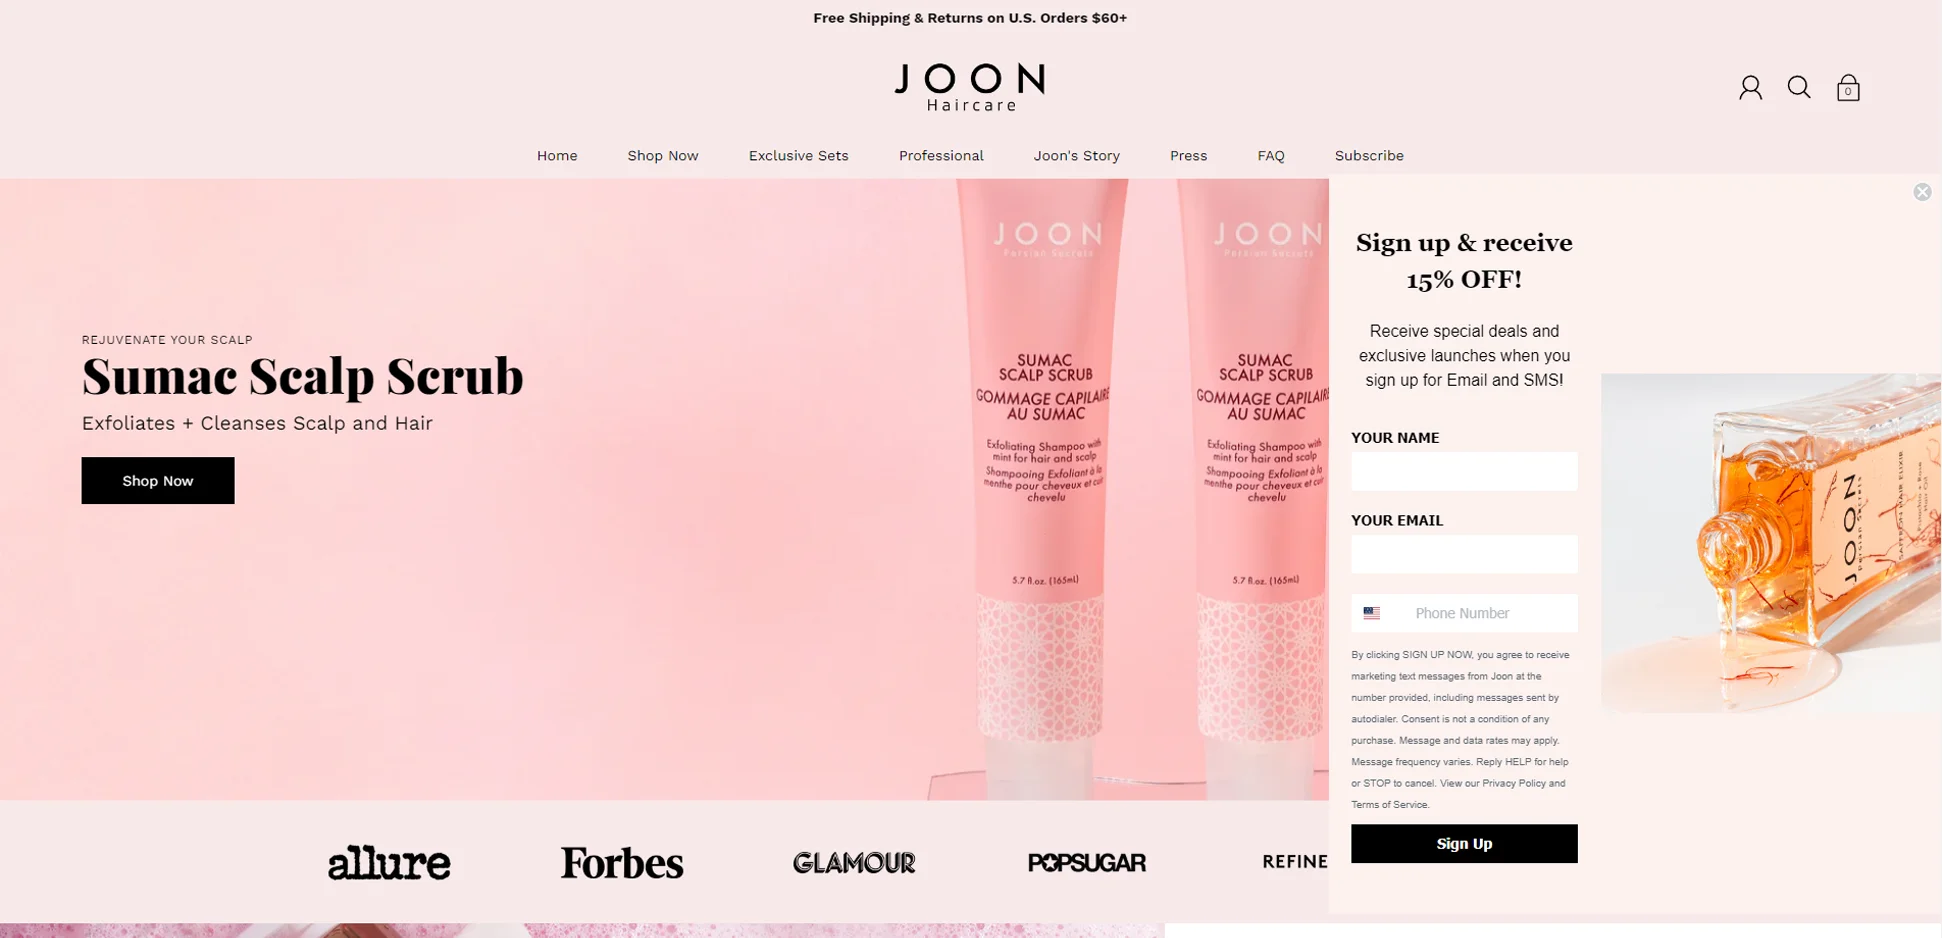 Free Shipping & Returns on U.S. Orders $60+
JOON
Haircare
0
Home
Shop Now
Exclusive Sets
Professional
Joon's Story
Press
FAQ
Subscribe
REJUVENATE YOUR SCALP
Sumac Scalp Scrub
Exfoliates + Cleanses Scalp and Hair
Shop Now
JOON
Persian Secrets
SUMAC
SCALP SCRUB
GOMMAGE CAPILAIRE
AU SUMAC
Exfoliating Shampoo with
mint for hair and scalp
Shampooing Exfoliant à la
menthe pour cheveux et cuir
chevelu
5.7 fl.oz. (165mL)
JOON
Persian Secrets
SUMAC
SCALP SCRUB
GOMMAGE CAPILAIRE
AU SUMAC
Exfoliating Shampoo with
mint for hair and scalp
Shampooing Exfoliant à la
menthe pour cheveux et cuir
chevelu
5.7 fl.oz. (165mL)
Sign up & receive
15% OFF!
Receive special deals and
exclusive launches when you
sign up for Email and SMS!
YOUR NAME
YOUR EMAIL
Phone Number
By clicking SIGN UP NOW, you agree to receive
marketing text messages from Joon at the
number provided, including messages sent by
autodialer. Consent is not a condition of any
purchase. Message and data rates may apply.
Message frequency varies. Reply HELP for help
or STOP to cancel. View our Privacy Policy and
Terms of Service.
Sign Up
JOON
Persian Secrets
SAFFRON HAIR ELIXIR
Pistachio + Rose
Hair Oil
allure
Forbes
GLAMOUR
POPSUGAR
REFINE